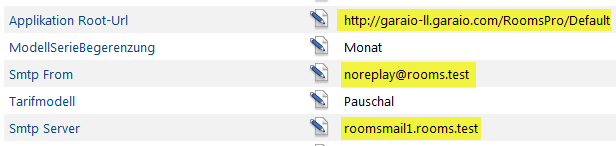 Applikation Root-Url http://garaio-ll.garaio.com/RoomsPro/Default
ModellSerieBegerenzung Monat
Smtp From noreplay@rooms.test
Tarifmodell Pauschal
Smtp Server roomsmail1.rooms.test